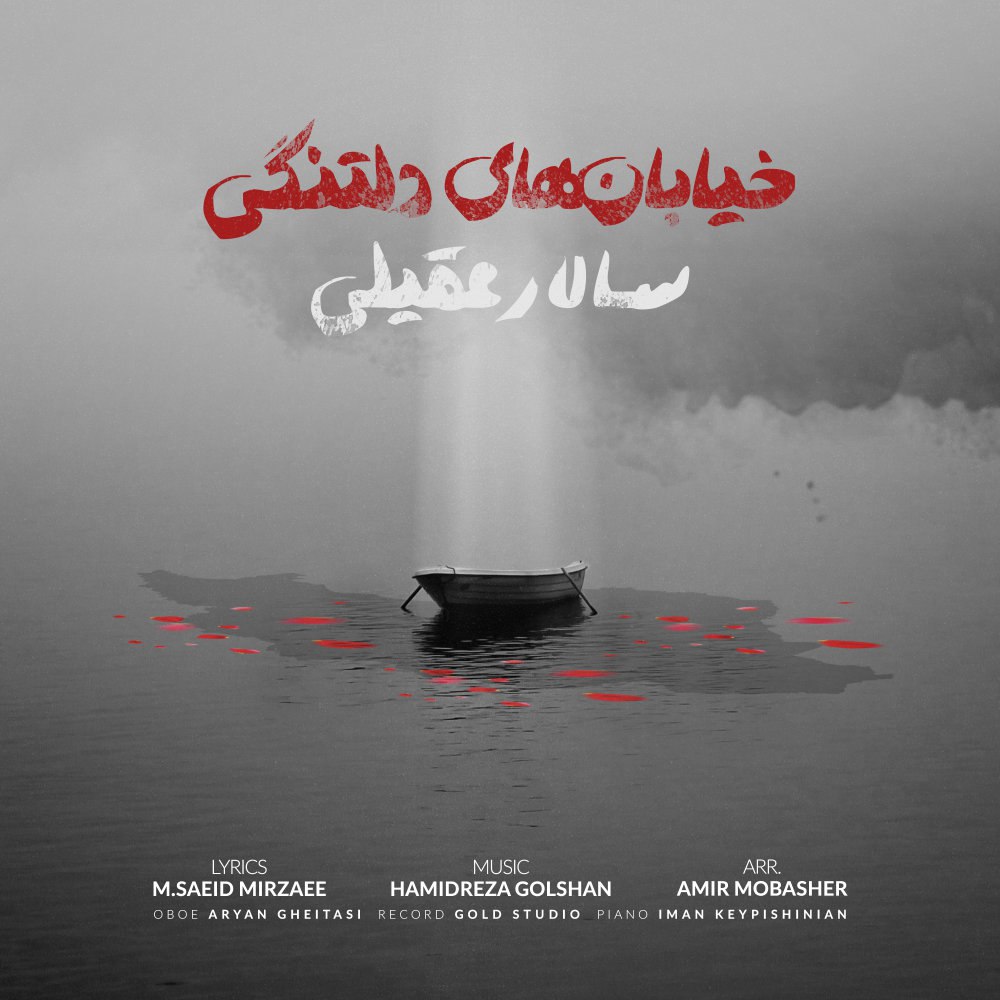 خیابان‌های دلتنگی
سالار عقیلی
LYRICS MUSIC ARR.
M.SAEID MIRZAEE HAMIDREZA GOLSHAN AMIR MOBASHER
OBOE ARYAN GHEITASI RECORD GOLD STUDIO PIANO IMAN KEYPISHINIAN